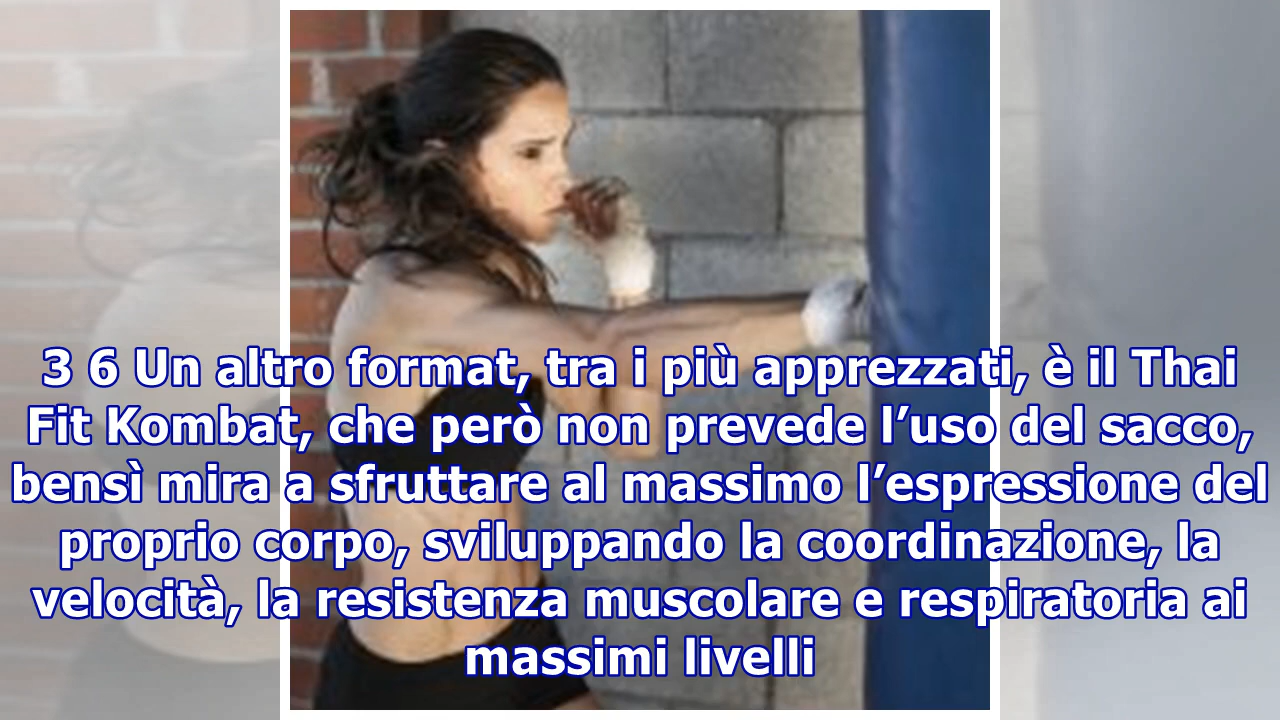 3 6 Un altro format, tra i più apprezzati, è il Thai
Fit Kombat, che però non prevede l’uso del sacco,
bensì mira a sfruttare al massimo l’espressione del
proprio corpo, sviluppando la coordinazione, la
velocità, la resistenza muscolare e respiratoria ai
massimi livelli